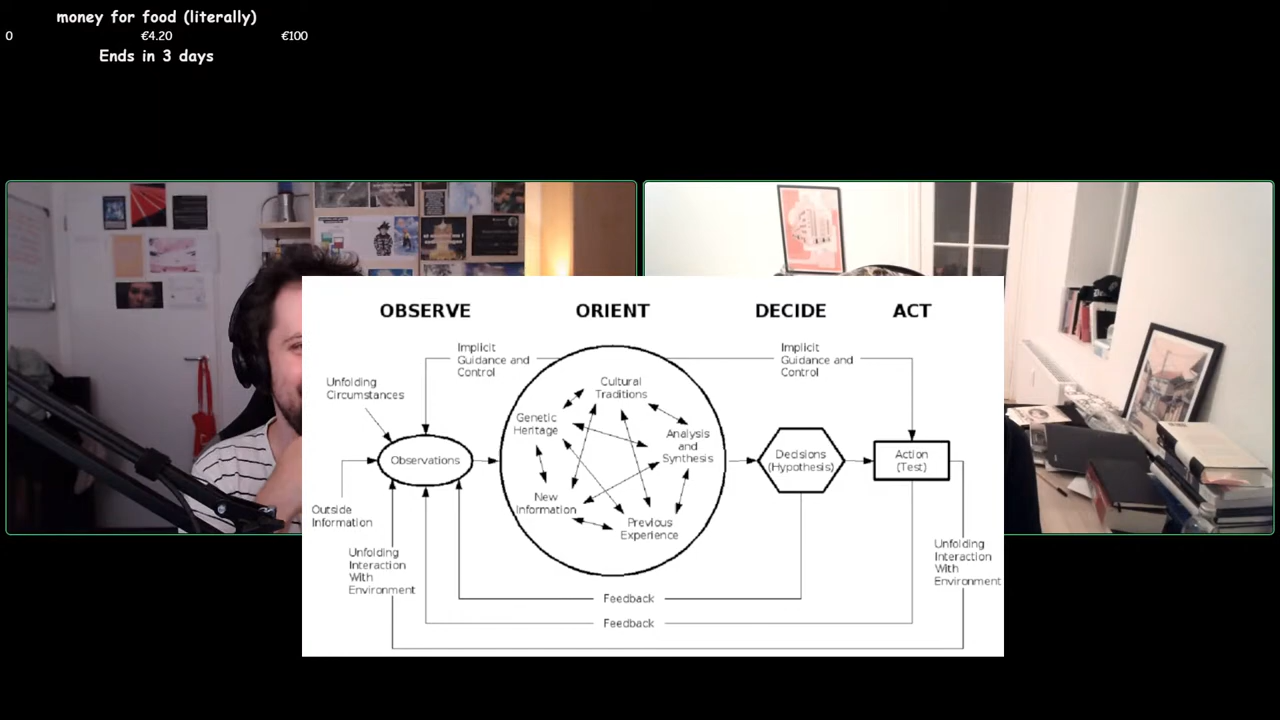 money for food (literally)
0 €4.20 €100
Ends in 3 days
OBSERVE ORIENT DECIDE ACT
Implicit
Guidance and
Control
Implicit
Guidance and
Control
Unfolding
Circumstances
Cultural
Traditions
Genetic
Heritage
Analysis
and
Synthesis
Observations
Decisions
(Hypothesis)
Action
(Test)
New
Information
Previous
Experience
Outside
Information
Unfolding
Interaction
With
Environment
Unfolding
Interaction
With
Environment
Feedback
Feedback